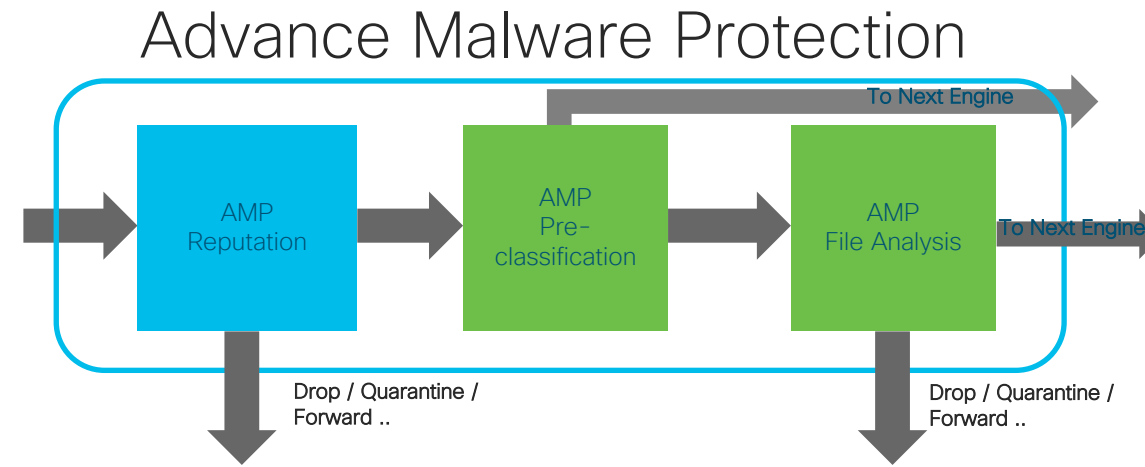 Advance Malware Protection
To Next Engine
AMP
Reputation
AMP
Pre-
classification
AMP
File Analysis
To Next Engine
Drop / Quarantine /
Forward ..
Drop / Quarantine /
Forward ..